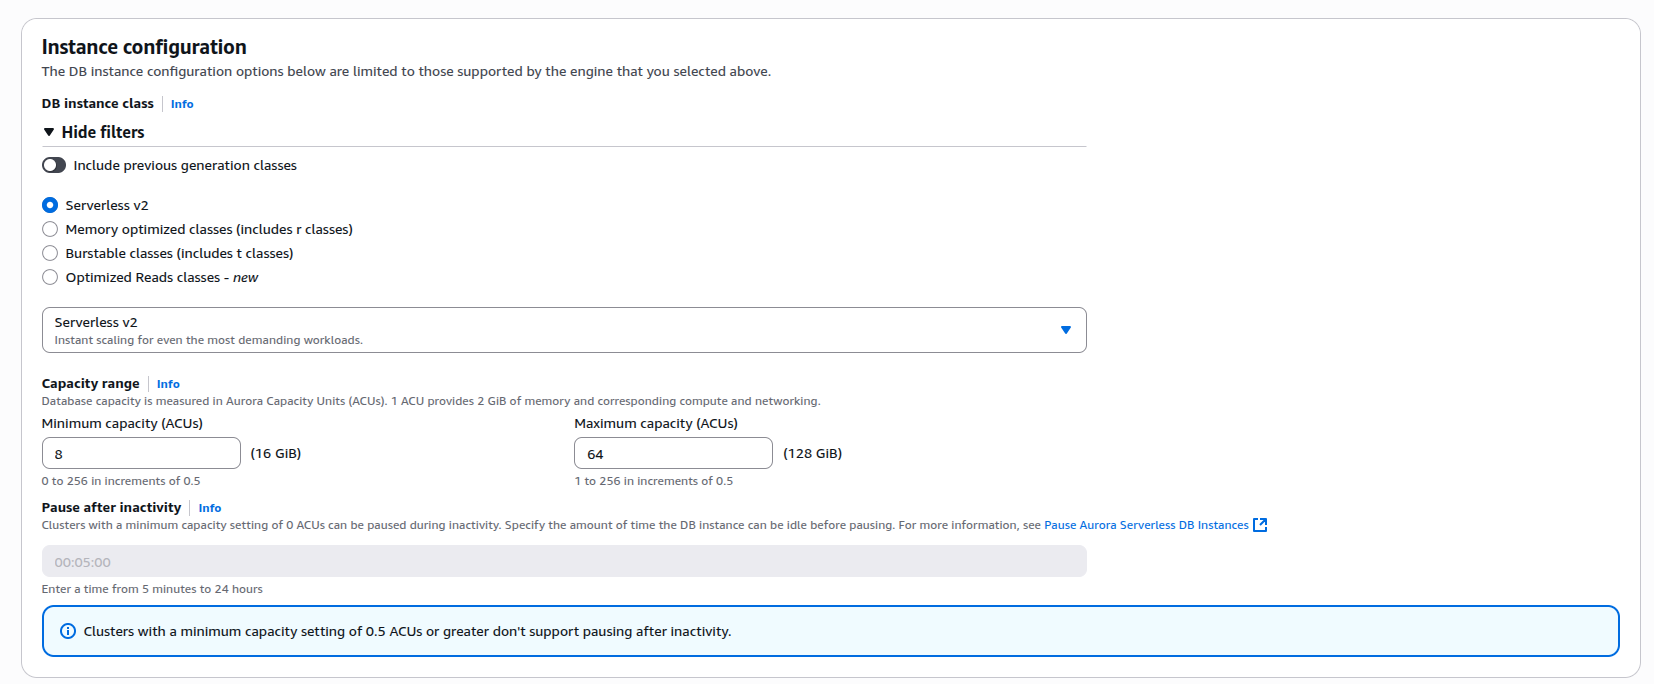 Instance configuration
The DB instance configuration options below are limited to those supported by the engine that you selected above.
DB instance class Info
Hide filters
Include previous generation classes
Serverless v2
Memory optimized classes (includes r classes)
Burstable classes (includes t classes)
Optimized Reads classes - new
Serverless v2
Instant scaling for even the most demanding workloads.
Capacity range Info
Database capacity is measured in Aurora Capacity Units (ACUs). 1 ACU provides 2 GiB of memory and corresponding compute and networking.
Minimum capacity (ACUs) Maximum capacity (ACUs)
8 (16 GiB) 64 (128 GiB)
0 to 256 in increments of 0.5 1 to 256 in increments of 0.5
Pause after inactivity Info
Clusters with a minimum capacity setting of 0 ACUs can be paused during inactivity. Specify the amount of time the DB instance can be idle before pausing. For more information, see Pause Aurora Serverless DB Instances
00:05:00
Enter a time from 5 minutes to 24 hours
Clusters with a minimum capacity setting of 0.5 ACUs or greater don't support pausing after inactivity.